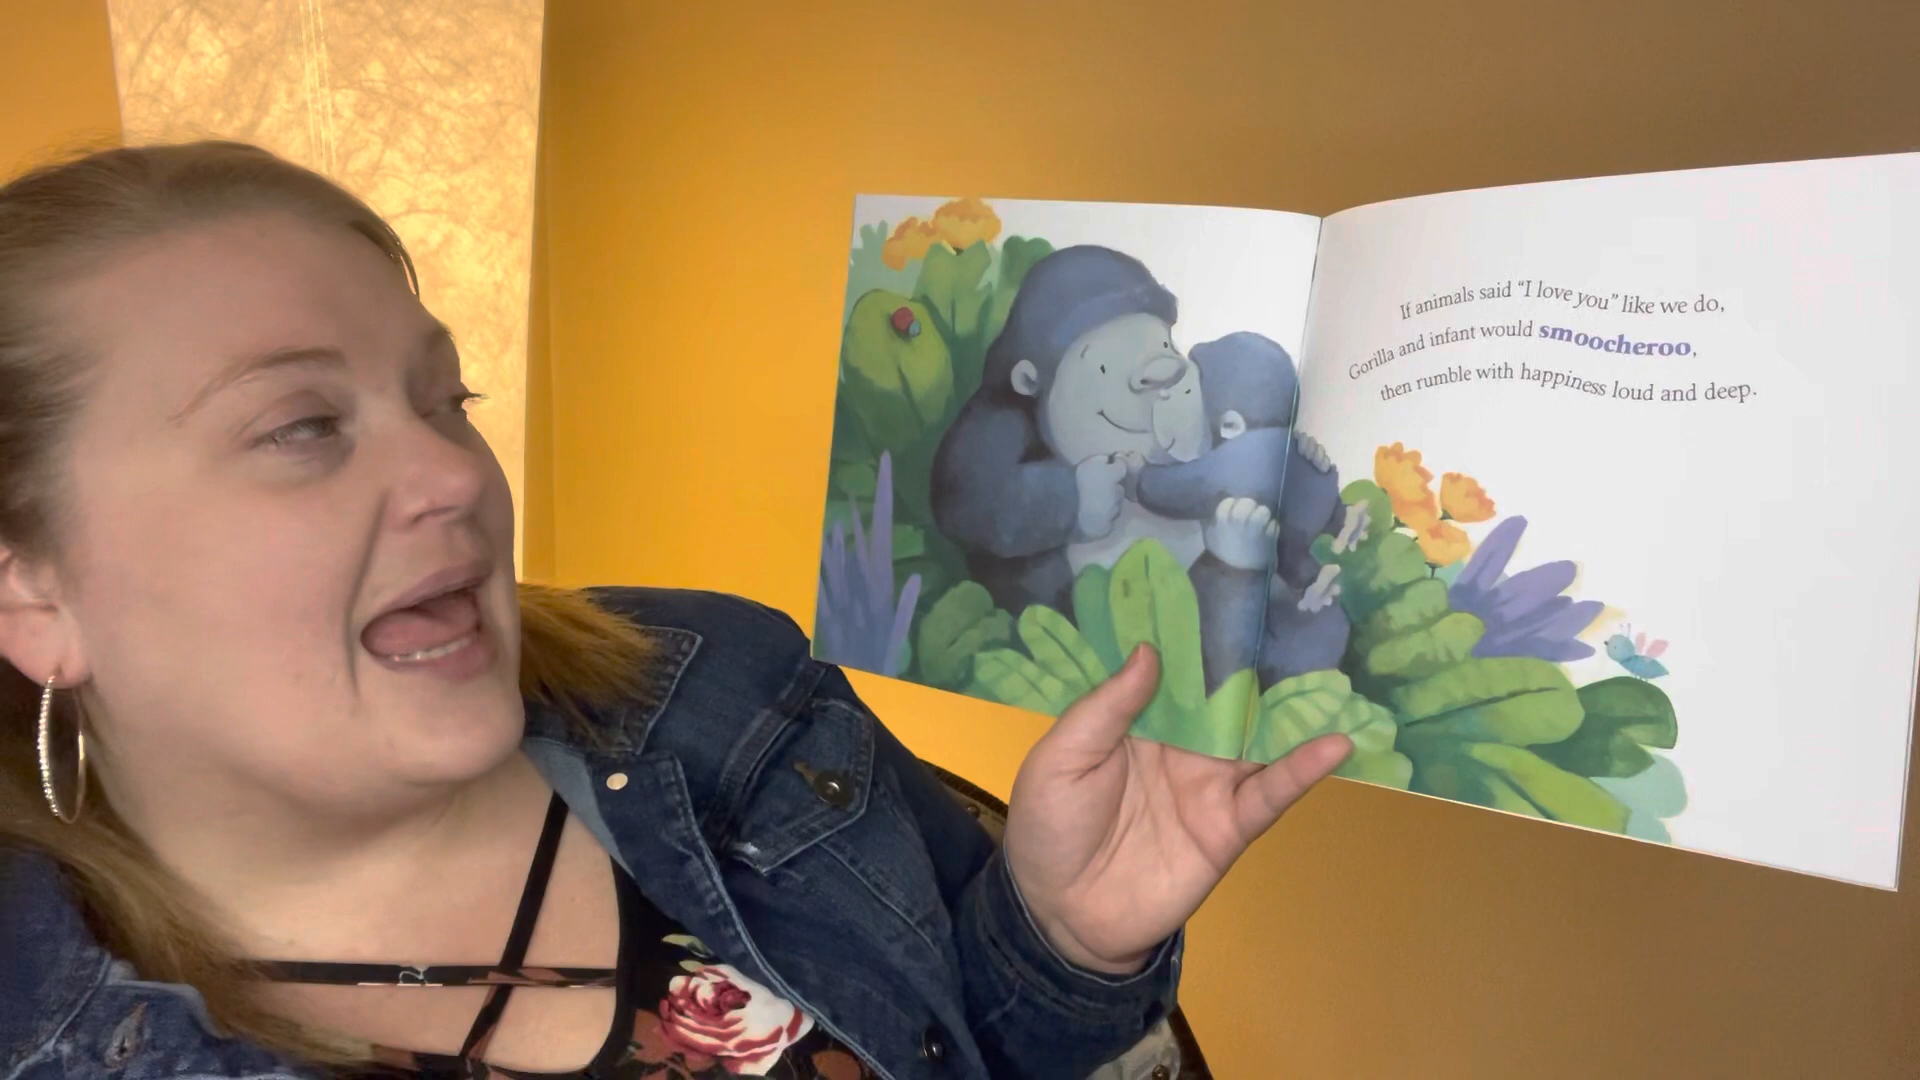 If animals said “I love you” like we do,
Gorilla and infant would smoocheroo,
then rumble with happiness loud and deep.